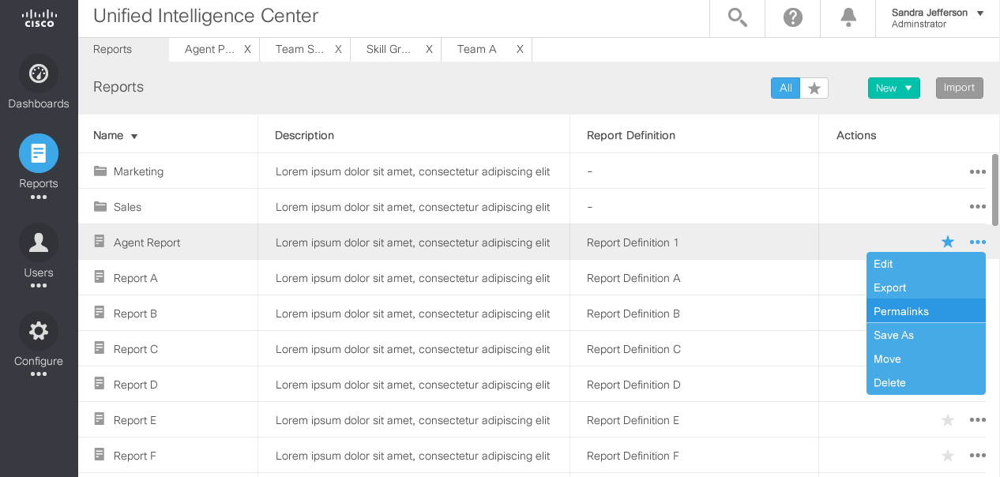 CISCO
Unified Intelligence Center
Sandra Jefferson
Adminstrator
Reports
Agent P... X
Team S... X
Skill Gr... X
Team A X
Dashboards
Reports
Users
Configure
Reports
All
New
Import
Name Description Report Definition Actions
Marketing Lorem ipsum dolor sit amet, consectetur adipiscing elit -
Sales Lorem ipsum dolor sit amet, consectetur adipiscing elit -
Agent Report Lorem ipsum dolor sit amet, consectetur adipiscing elit Report Definition 1
Report A Lorem ipsum dolor sit amet, consectetur adipiscing elit Report Definition A
Report B Lorem ipsum dolor sit amet, consectetur adipiscing elit Report Definition B
Report C Lorem ipsum dolor sit amet, consectetur adipiscing elit Report Definition C
Report D Lorem ipsum dolor sit amet, consectetur adipiscing elit Report Definition D
Report E Lorem ipsum dolor sit amet, consectetur adipiscing elit Report Definition E
Report F Lorem ipsum dolor sit amet, consectetur adipiscing elit Report Definition F
Edit
Export
Permalinks
Save As
Move
Delete